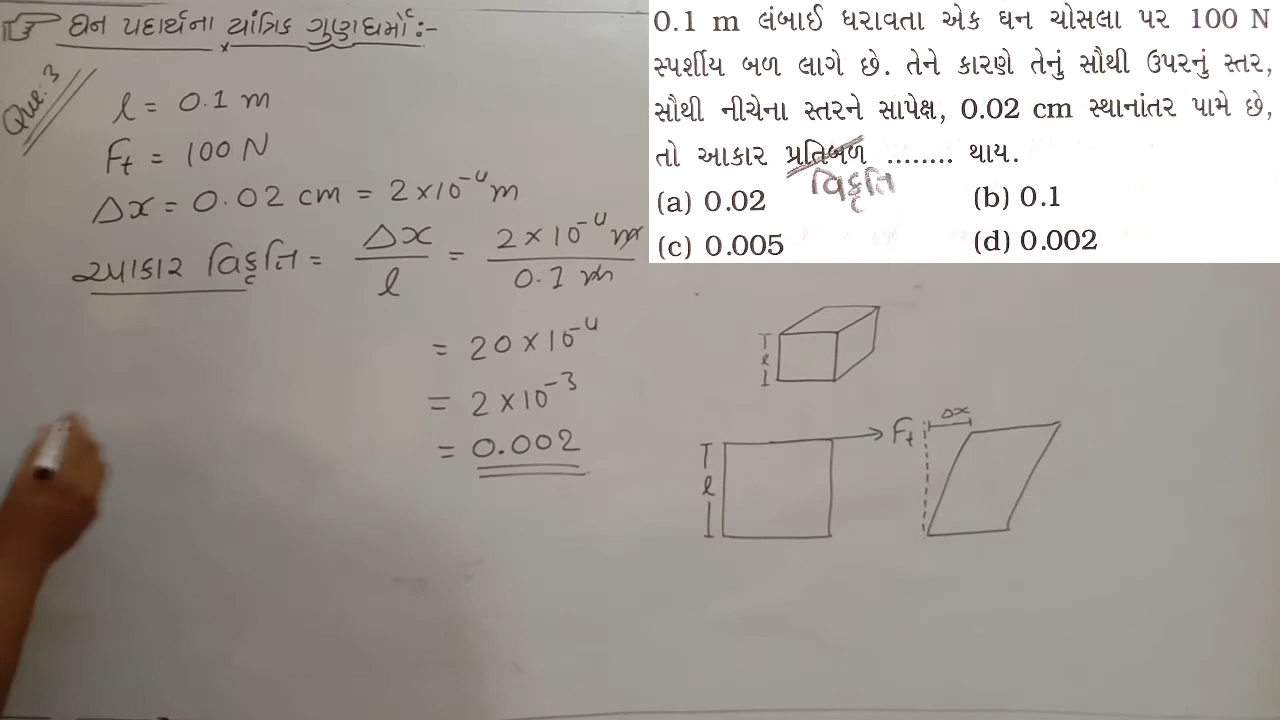 ઘન પદાર્થના યાંત્રિક ગુણધર્મો :-
Que: 3
l = 0.1 m
Ft = 100 N
Δx = 0.02 cm = 2 × 10⁻⁴ m
આકાર વિકૃતિ = Δx / l = 2 × 10⁻⁴ m / 0.1 m
= 20 × 10⁻⁴
= 2 × 10⁻³
= 0.002
0.1 m લંબાઈ ધરાવતા એક ઘન ચોસલા પર 100 N
સ્પર્શીય બળ લાગે છે. તેને કારણે તેનું સૌથી ઉપરનું સ્તર,
સૌથી નીચેના સ્તરને સાપેક્ષ, 0.02 cm સ્થાનાંતર પામે છે,
તો આકાર પ્રતિબળ ........ થાય.
વિકૃતિ
(a) 0.02 (b) 0.1
(c) 0.005 (d) 0.002
l
l
Ft
Δx